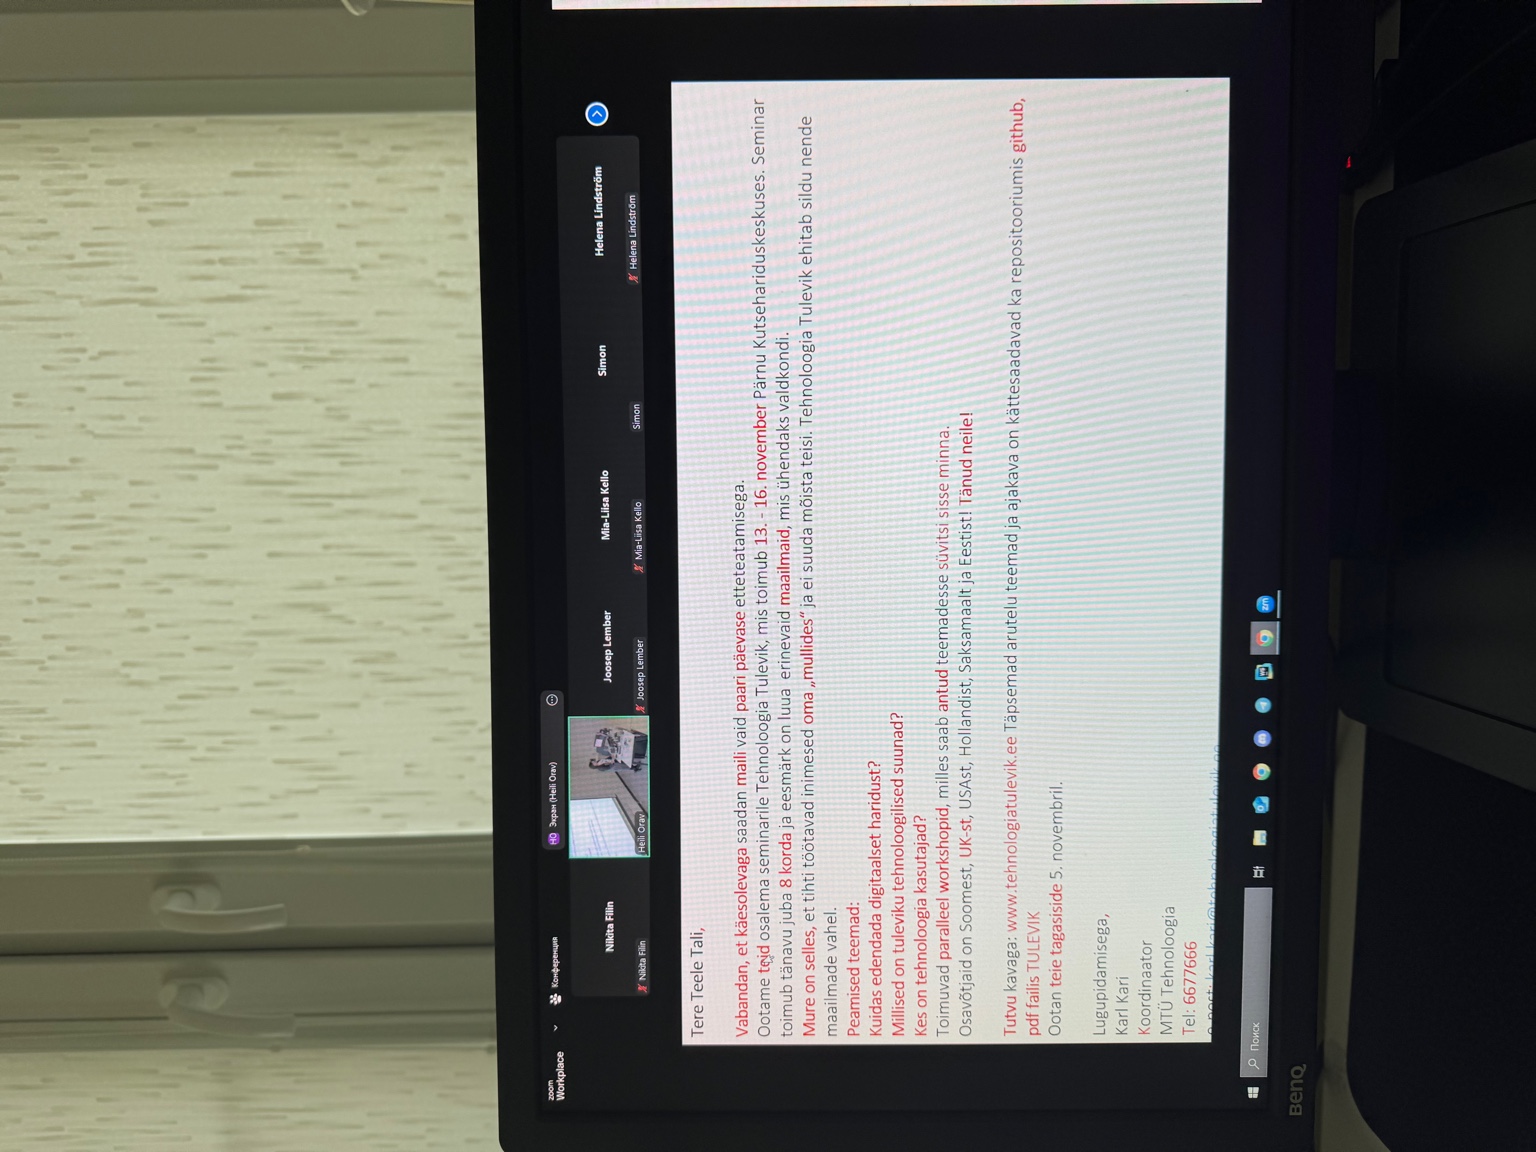 zoom
Workplace
Конференция
HO Экран (Heili Orav)
Nikita Filin
Joosep Lember
Mia-Liisa Kello
Simon
Helena Lindström
Nikita Filin
Heili Orav
Joosep Lember
Mia-Liisa Kello
Simon
Helena Lindström
Tere Teele Tali,
Vabandan, et käesolevaga saadan maili vaid paari päevase etteteatamisega.
Ootame teid osalema seminarile Tehnoloogia Tulevik, mis toimub 13. - 16. november Pärnu Kutsehariduskeskuses. Seminar
toimub tänavu juba 8 korda ja eesmärk on luua erinevaid maailmaid, mis ühendaks valdkondi.
Mure on selles, et tihti töötavad inimesed oma „mullides“ ja ei suuda mõista teisi. Tehnoloogia Tulevik ehitab sildu nende
maailmade vahel.
Peamised teemad:
Kuidas edendada digitaalset haridust?
Millised on tuleviku tehnoloogilised suunad?
Kes on tehnoloogia kasutajad?
Toimuvad paralleel workshopid, milles saab antud teemadesse süvitsi sisse minna.
Osavõtjaid on Soomest, UK-st, USAst, Hollandist, Saksamaalt ja Eestist! Tänud neile!
Tutvu kavaga: www.tehnologiatulevik.ee Täpsemad arutelu teemad ja ajakava on kättesaadavad ka repositooriumis github,
pdf failis TULEVIK
Ootan teie tagasiside 5. novembril.
Lugupidamisega,
Karl Kari
Koordinaator
MTÜ Tehnoloogia
Tel: 6677666
e-post: karl.kari@tehnoloogiatulevik.ee
Поиск
zm
BenQ